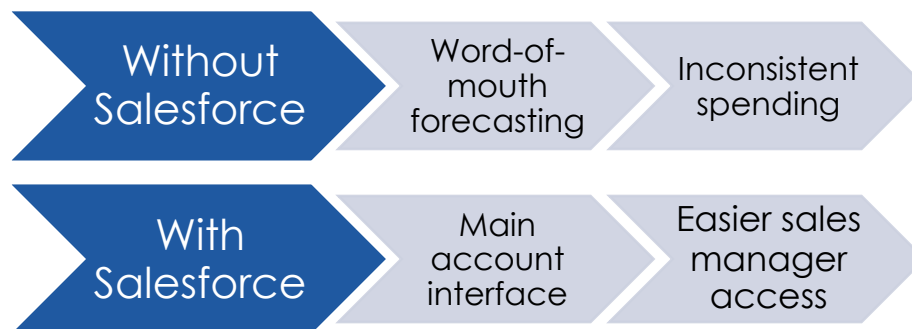 Without
Salesforce
Word-of-
mouth
forecasting
Inconsistent
spending
With
Salesforce
Main
account
interface
Easier sales
manager
access